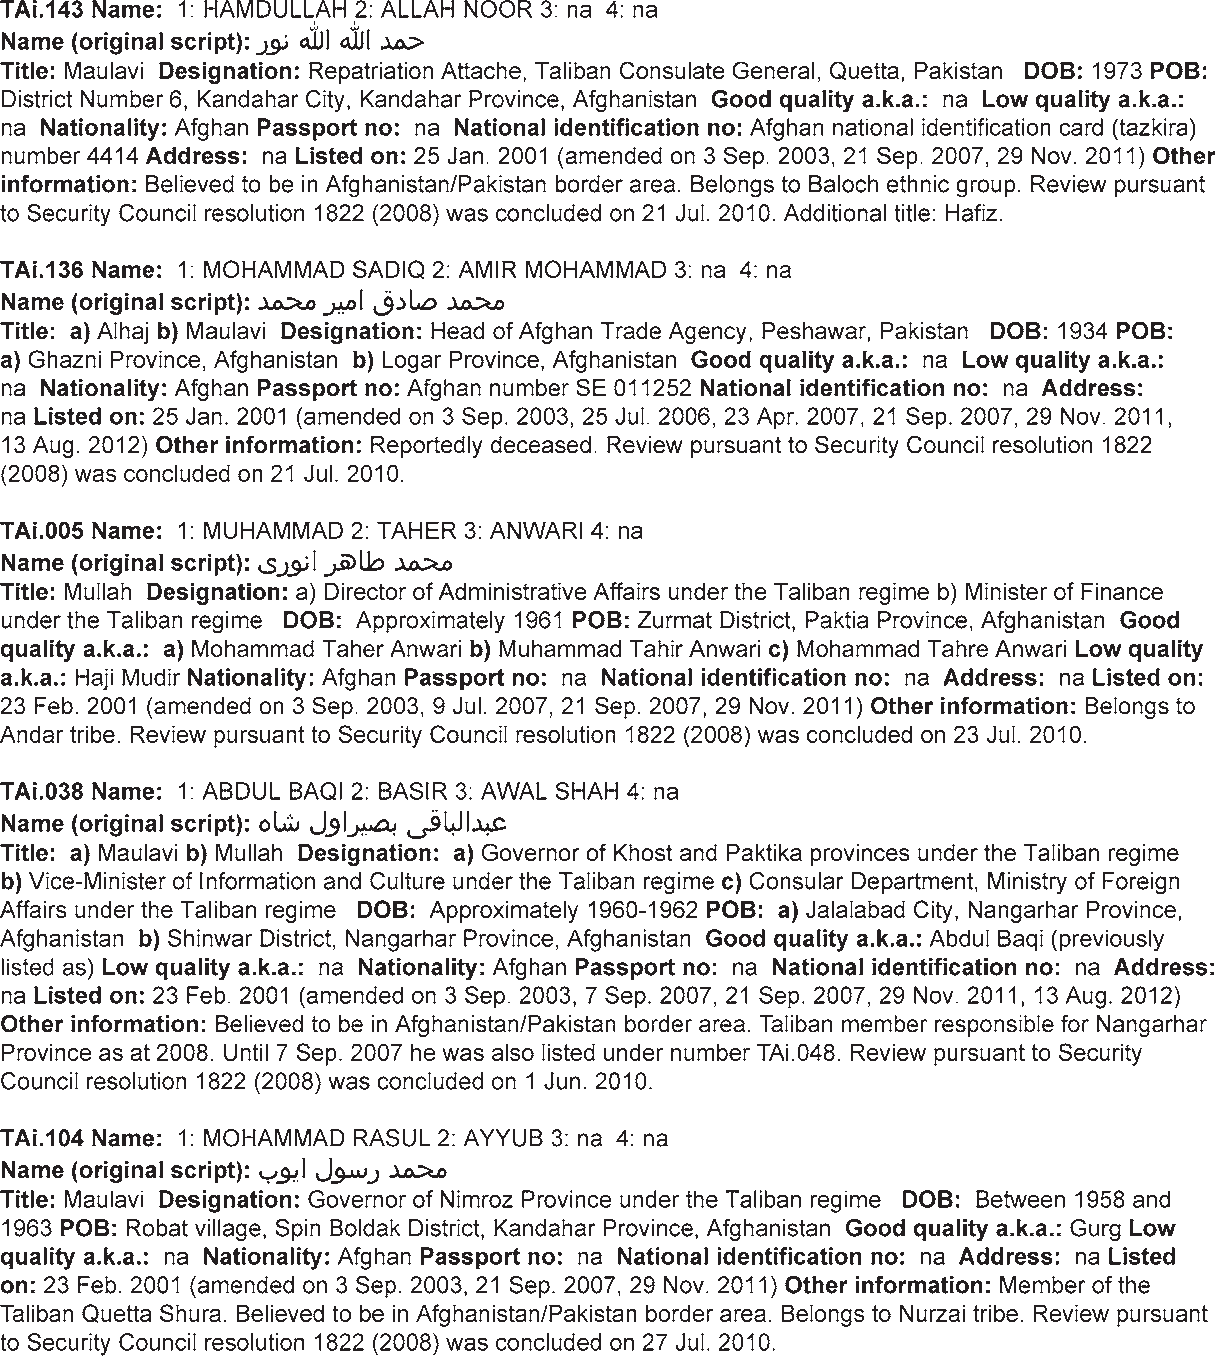 TAi.143 Name: 1: HAMDULLAH 2: ALLAH NOOR 3: na 4: na
Name (original script): حمد الله الله نور
Title: Maulavi Designation: Repatriation Attache, Taliban Consulate General, Quetta, Pakistan DOB: 1973 POB:
District Number 6, Kandahar City, Kandahar Province, Afghanistan Good quality a.k.a.: na Low quality a.k.a.:
na Nationality: Afghan Passport no: na National identification no: Afghan national identification card (tazkira)
number 4414 Address: na Listed on: 25 Jan. 2001 (amended on 3 Sep. 2003, 21 Sep. 2007, 29 Nov. 2011) Other
information: Believed to be in Afghanistan/Pakistan border area. Belongs to Baloch ethnic group. Review pursuant
to Security Council resolution 1822 (2008) was concluded on 21 Jul. 2010. Additional title: Hafiz.
TAi.136 Name: 1: MOHAMMAD SADIQ 2: AMIR MOHAMMAD 3: na 4: na
Name (original script): محمد صادق امیر محمد
Title: a) Alhaj b) Maulavi Designation: Head of Afghan Trade Agency, Peshawar, Pakistan DOB: 1934 POB:
a) Ghazni Province, Afghanistan b) Logar Province, Afghanistan Good quality a.k.a.: na Low quality a.k.a.:
na Nationality: Afghan Passport no: Afghan number SE 011252 National identification no: na Address:
na Listed on: 25 Jan. 2001 (amended on 3 Sep. 2003, 25 Jul. 2006, 23 Apr. 2007, 21 Sep. 2007, 29 Nov. 2011,
13 Aug. 2012) Other information: Reportedly deceased. Review pursuant to Security Council resolution 1822
(2008) was concluded on 21 Jul. 2010.
TAi.005 Name: 1: MUHAMMAD 2: TAHER 3: ANWARI 4: na
Name (original script): محمد طاهر انوری
Title: Mullah Designation: a) Director of Administrative Affairs under the Taliban regime b) Minister of Finance
under the Taliban regime DOB: Approximately 1961 POB: Zurmat District, Paktia Province, Afghanistan Good
quality a.k.a.: a) Mohammad Taher Anwari b) Muhammad Tahir Anwari c) Mohammad Tahre Anwari Low quality
a.k.a.: Haji Mudir Nationality: Afghan Passport no: na National identification no: na Address: na Listed on:
23 Feb. 2001 (amended on 3 Sep. 2003, 9 Jul. 2007, 21 Sep. 2007, 29 Nov. 2011) Other information: Belongs to
Andar tribe. Review pursuant to Security Council resolution 1822 (2008) was concluded on 23 Jul. 2010.
TAi.038 Name: 1: ABDUL BAQI 2: BASIR 3: AWAL SHAH 4: na
Name (original script): عبدالباقی بصیراول شاه
Title: a) Maulavi b) Mullah Designation: a) Governor of Khost and Paktika provinces under the Taliban regime
b) Vice-Minister of Information and Culture under the Taliban regime c) Consular Department, Ministry of Foreign
Affairs under the Taliban regime DOB: Approximately 1960-1962 POB: a) Jalalabad City, Nangarhar Province,
Afghanistan b) Shinwar District, Nangarhar Province, Afghanistan Good quality a.k.a.: Abdul Baqi (previously
listed as) Low quality a.k.a.: na Nationality: Afghan Passport no: na National identification no: na Address:
na Listed on: 23 Feb. 2001 (amended on 3 Sep. 2003, 7 Sep. 2007, 21 Sep. 2007, 29 Nov. 2011, 13 Aug. 2012)
Other information: Believed to be in Afghanistan/Pakistan border area. Taliban member responsible for Nangarhar
Province as at 2008. Until 7 Sep. 2007 he was also listed under number TAi.048. Review pursuant to Security
Council resolution 1822 (2008) was concluded on 1 Jun. 2010.
TAi.104 Name: 1: MOHAMMAD RASUL 2: AYYUB 3: na 4: na
Name (original script): محمد رسول ایوب
Title: Maulavi Designation: Governor of Nimroz Province under the Taliban regime DOB: Between 1958 and
1963 POB: Robat village, Spin Boldak District, Kandahar Province, Afghanistan Good quality a.k.a.: Gurg Low
quality a.k.a.: na Nationality: Afghan Passport no: na National identification no: na Address: na Listed
on: 23 Feb. 2001 (amended on 3 Sep. 2003, 21 Sep. 2007, 29 Nov. 2011) Other information: Member of the
Taliban Quetta Shura. Believed to be in Afghanistan/Pakistan border area. Belongs to Nurzai tribe. Review pursuant
to Security Council resolution 1822 (2008) was concluded on 27 Jul. 2010.